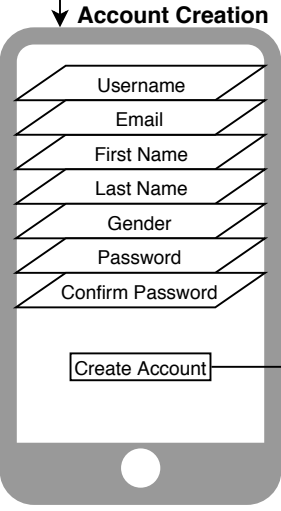 Account Creation
Username
Email
First Name
Last Name
Gender
Password
Confirm Password
Create Account